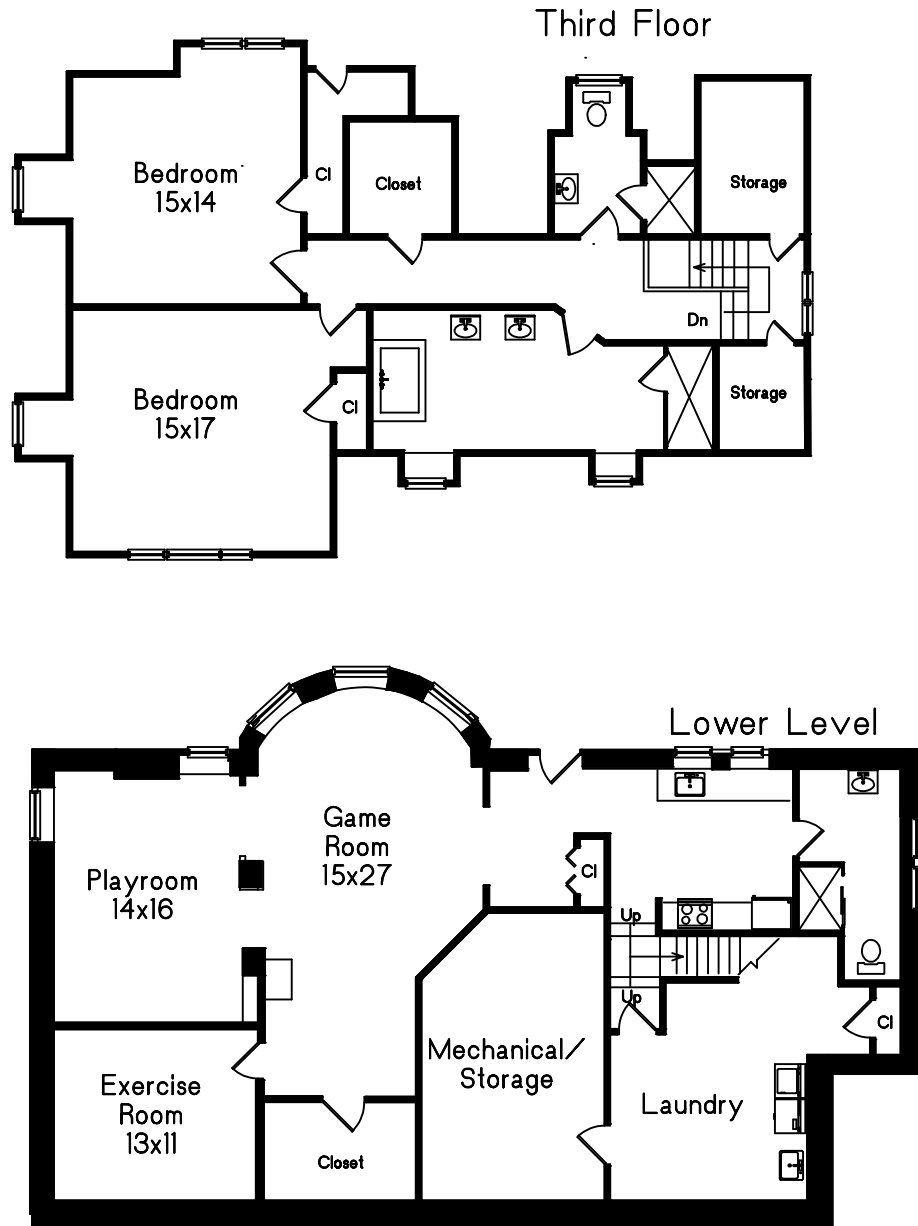 Third Floor
Bedroom
15x14
Cl
Closet
Storage
Dn
Bedroom
15x17
Cl
Storage
Lower Level
Game
Room
15x27
Playroom
14x16
Cl
Up
Up
Mechanical/
Storage
Cl
Exercise
Room
13x11
Laundry
Closet